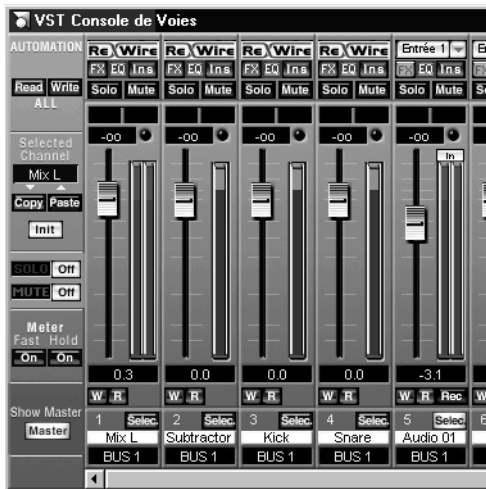 VST Console de Voies
AUTOMATION
Read Write
ALL
Selected
Channel
Mix L
Copy Paste
Init
SOLO Off
MUTE Off
Meter
Fast Hold
On On
Show Master
Master
ReWire ReWire ReWire ReWire Entrée 1 E
FX EQ Ins FX EQ Ins FX EQ Ins FX EQ Ins FX EQ Ins
Solo Mute Solo Mute Solo Mute Solo Mute Solo Mute S
-oo -oo -oo -oo -oo
In
0.3 0.0 0.0 0.0 -3.1
W R W R W R W R W R Rec W
1 Selec. 2 Selec. 3 Selec. 4 Selec. 5 Selec. 6
Mix L Subtractor Kick Snare Audio 01
BUS 1 BUS 1 BUS 1 BUS 1 BUS 1